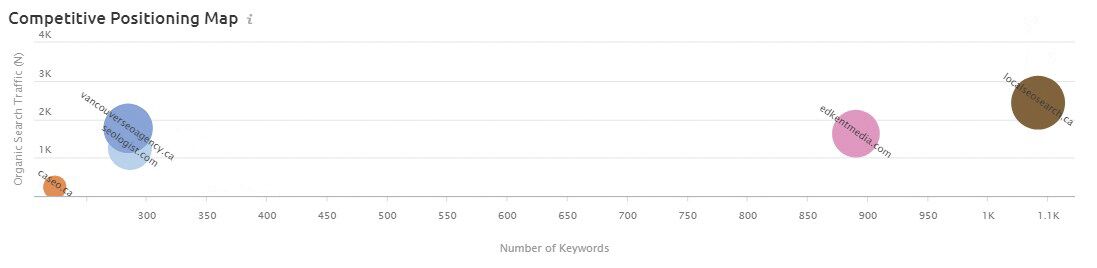 Competitive Positioning Map i
Organic Search Traffic (N)
4K
3K
2K
1K
vancouverseoagency.ca
seologist.com
caseo.ca
edkentmedia.com
localseosearch.ca
300 350 400 450 500 550 600 650 700 750 800 850 900 950 1K 1.1K
Number of Keywords